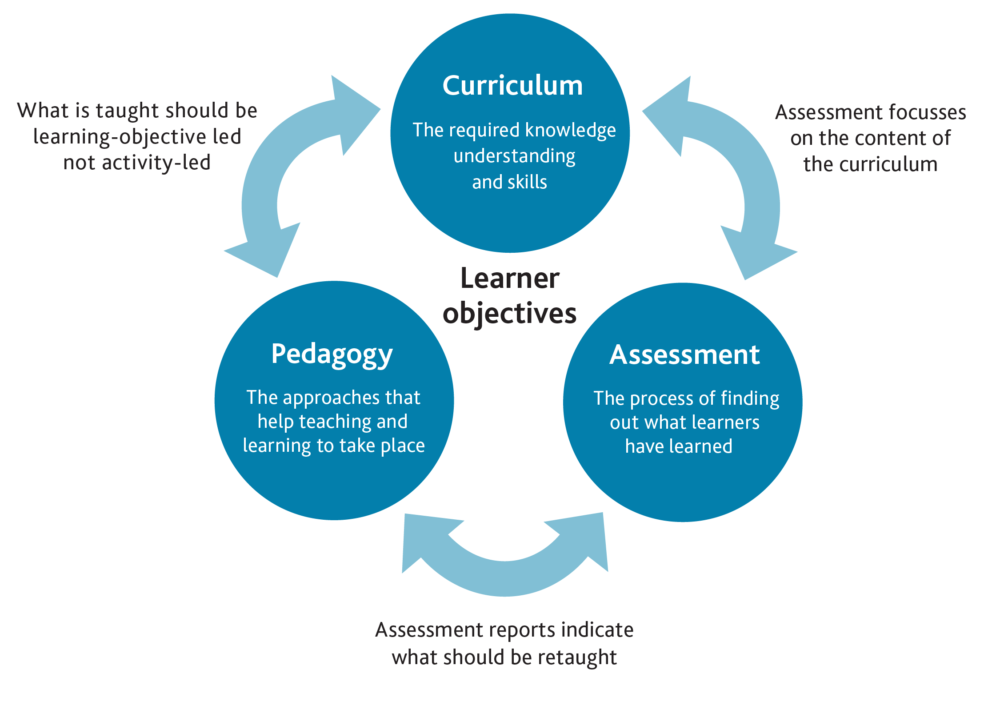 Curriculum
The required knowledge
understanding
and skills
What is taught should be
learning-objective led
not activity-led
Assessment focusses
on the content of
the curriculum
Learner
objectives
Pedagogy
The approaches that
help teaching and
learning to take place
Assessment
The process of finding
out what learners
have learned
Assessment reports indicate
what should be retaught